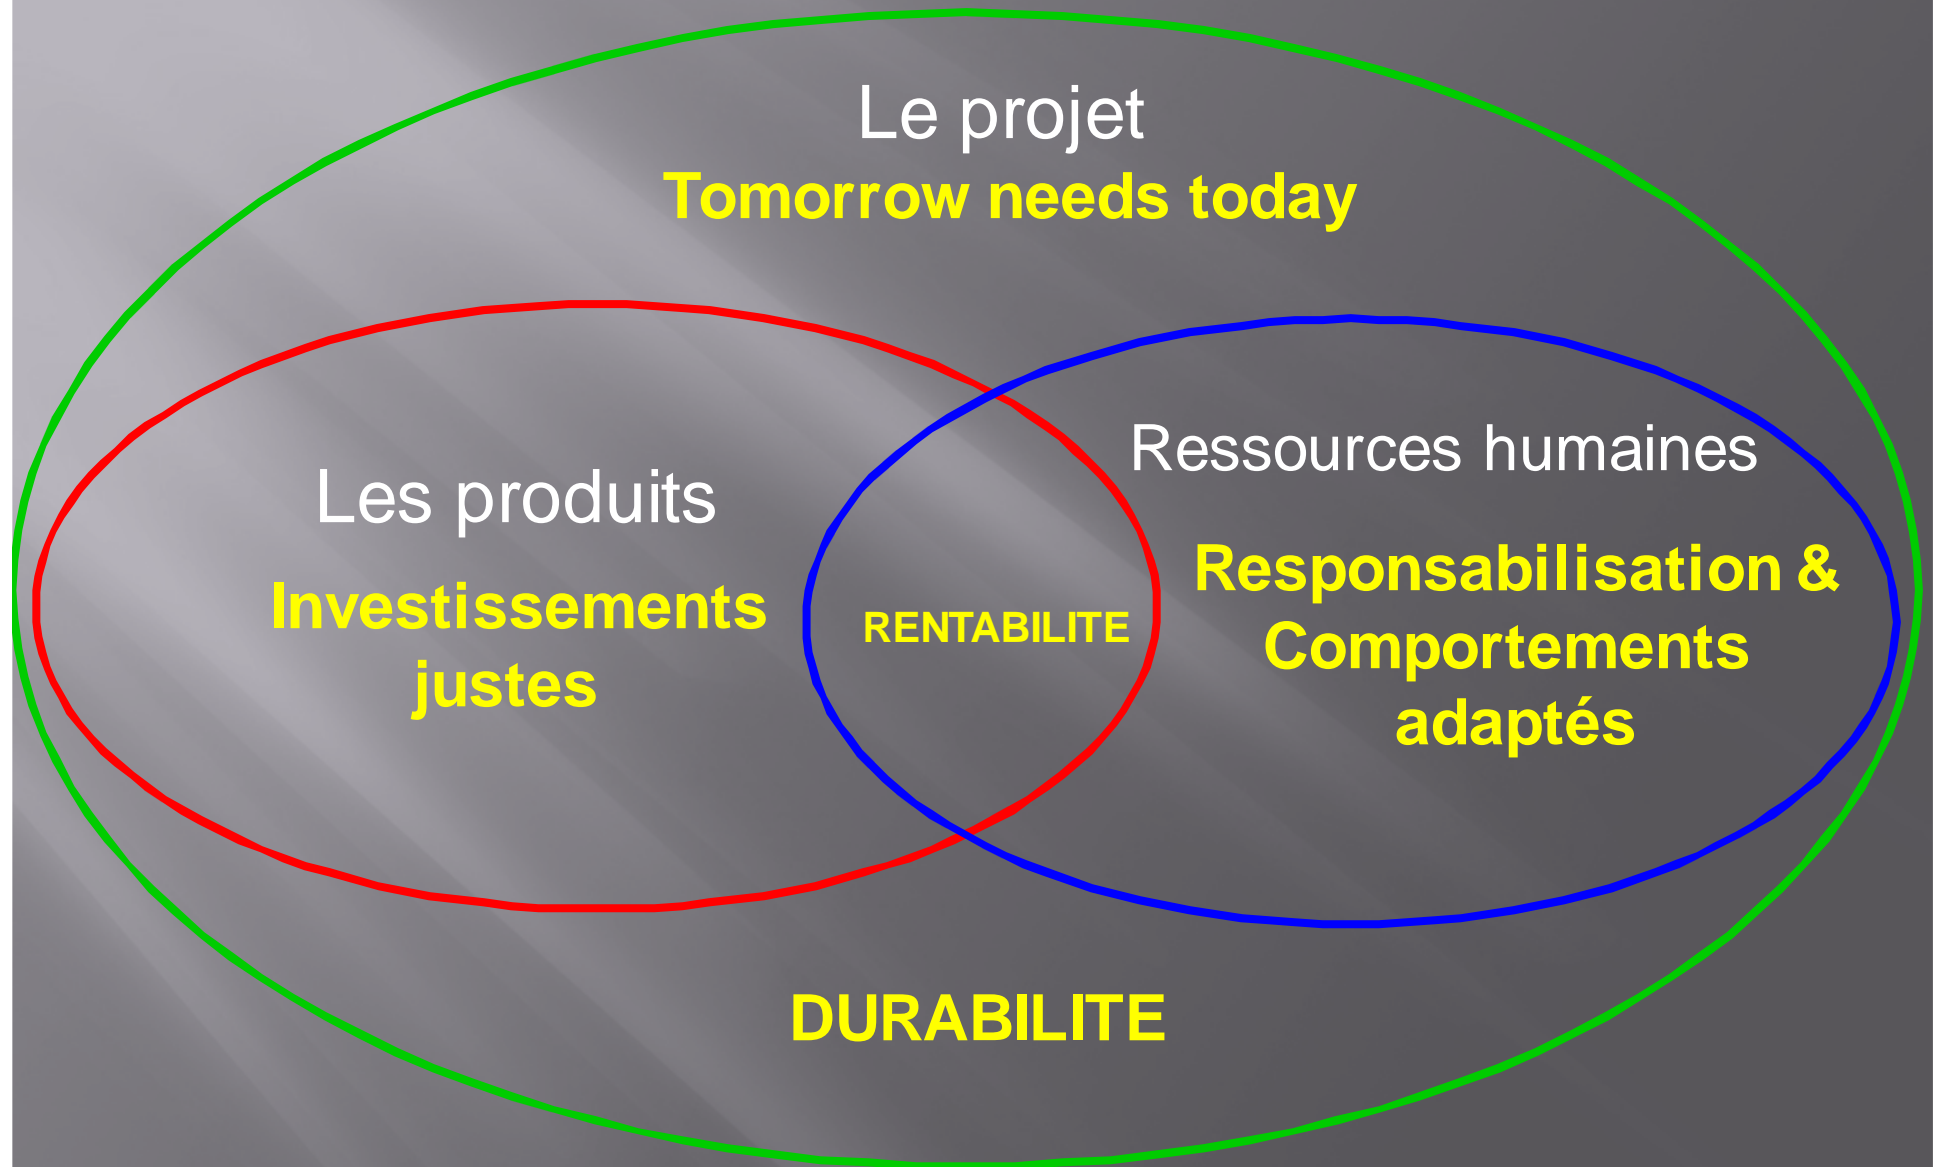 Le projet
Tomorrow needs today
Les produits
Investissements
justes
RENTABILITE
Ressources humaines
Responsabilisation &
Comportements
adaptés
DURABILITE